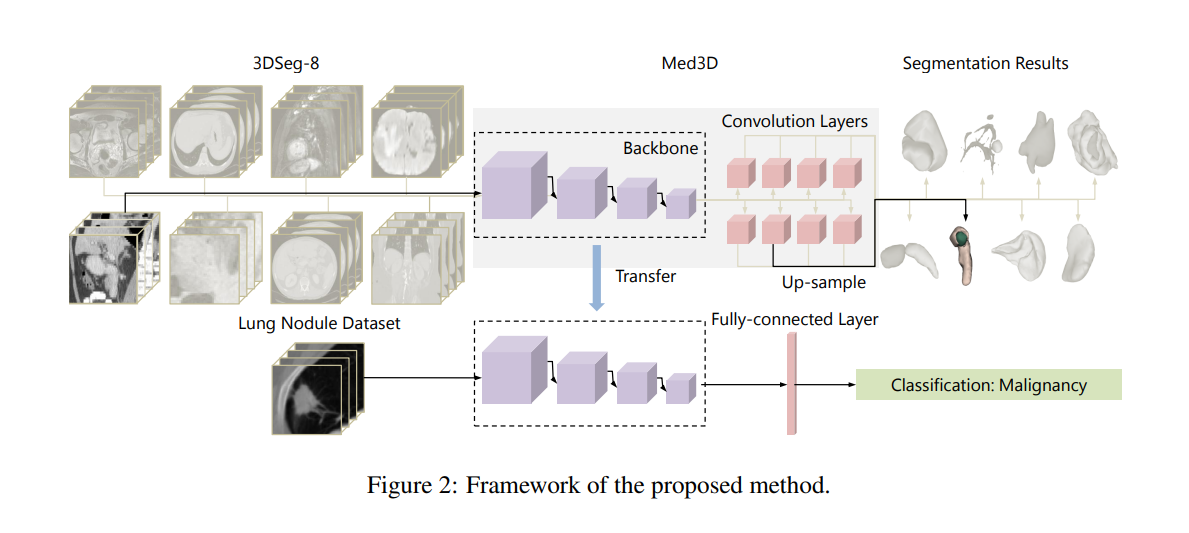 3DSeg-8
Med3D
Segmentation Results
Convolution Layers
Backbone
Transfer
Up-sample
Lung Nodule Dataset
Fully-connected Layer
Classification: Malignancy
Figure 2: Framework of the proposed method.